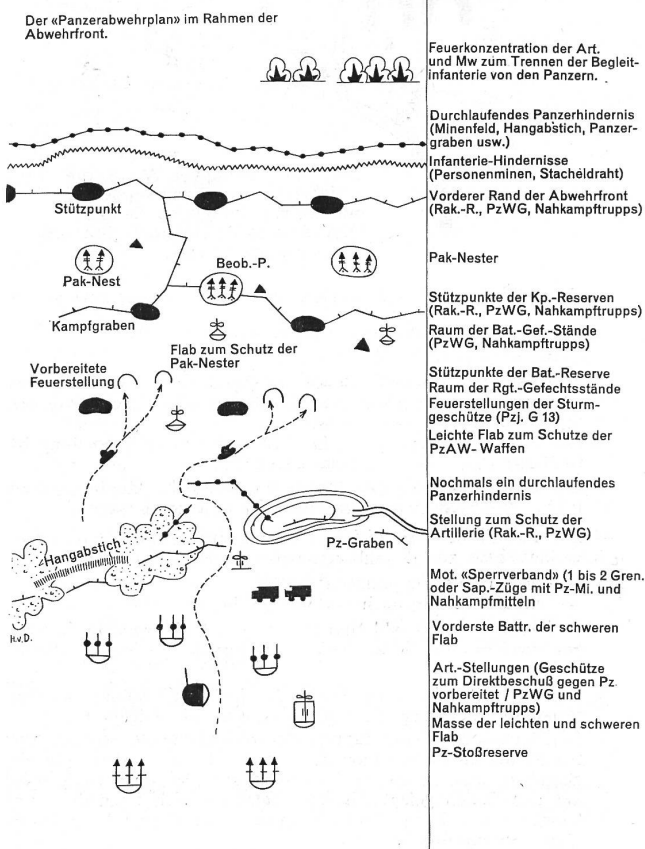 Der «Panzerabwehrplan» im Rahmen der
Abwehrfront.
Feuerkonzentration der Art.
und Mw zum Trennen der Begleit-
infanterie von den Panzern.
Durchlaufendes Panzerhindernis
(Minenfeld, Hangabstich, Panzer-
graben usw.)
Infanterie-Hindernisse
(Personenminen, Stacheldraht)
Vorderer Rand der Abwehrfront
(Rak.-R., PzWG, Nahkampftrupps)
Stützpunkt
Beob.-P.
Pak-Nester
Pak-Nest
Stützpunkte der Kp.-Reserven
(Rak.-R., PzWG, Nahkampftrupps)
Kampfgraben
Raum der Bat.-Gef.-Stände
(PzWG, Nahkampftrupps)
Flab zum Schutz der
Pak-Nester
Vorbereitete
Feuerstellung
Stützpunkte der Bat.-Reserve
Raum der Rgt.-Gefechtsstände
Feuerstellungen der Sturm-
geschütze (Pzj. G 13)
Leichte Flab zum Schutze der
PzAW- Waffen
Nochmals ein durchlaufendes
Panzerhindernis
Stellung zum Schutz der
Artillerie (Rak.-R., PzWG)
Pz-Graben
Hangabstich
Mot. «Sperrverband» (1 bis 2 Gren.
oder Sap.-Züge mit Pz-Mi. und
Nahkampfmitteln
H.v.D.
Vorderste Battr. der schweren
Flab
Art.-Stellungen (Geschütze
zum Direktbeschuß gegen Pz
vorbereitet / PzWG und
Nahkampftrupps)
Masse der leichten und schweren
Flab
Pz-Stoßreserve